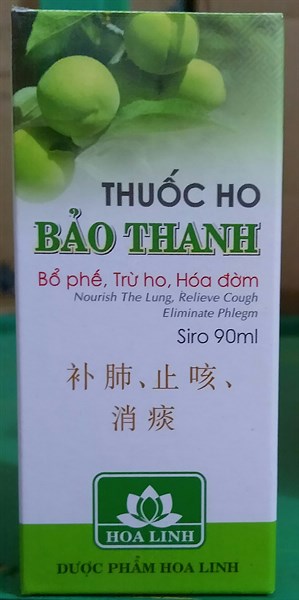 THUỐC HO
BẢO THANH
Bổ phế, Trừ ho, Hóa đờm
Nourish The Lung, Relieve Cough
Eliminate Phlegm
Siro 90ml
补肺、止咳、
消痰
HOA LINH
DƯỢC PHẨM HOA LINH